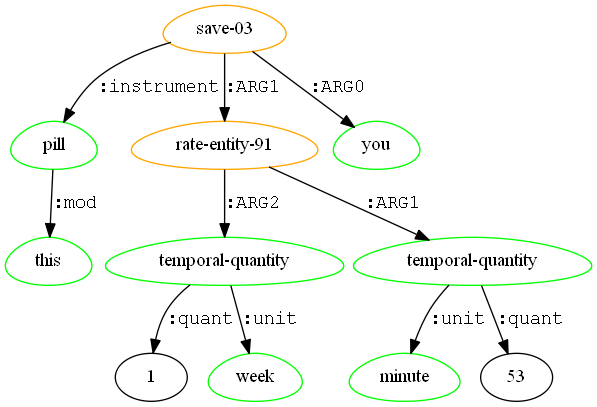 save-03
:instrument :ARG1 :ARG0
pill rate-entity-91 you
:mod :ARG2 :ARG1
this temporal-quantity temporal-quantity
:quant :unit :unit :quant
1 week minute 53